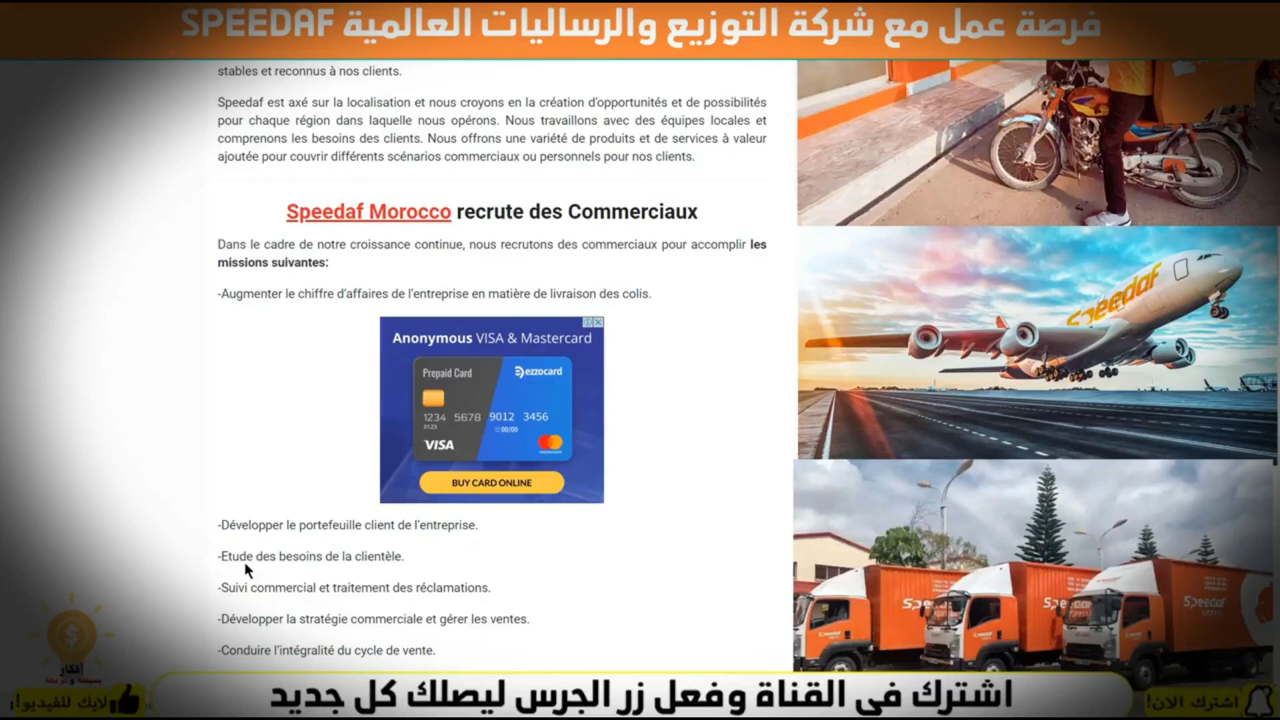 فرصة عمل مع شركة التوزيع والرساليات العالمية SPEEDAF
stables et reconnus à nos clients.
Speedaf est axé sur la localisation et nous croyons en la création d'opportunités et de possibilités
pour chaque région dans laquelle nous opérons. Nous travaillons avec des équipes locales et
comprenons les besoins des clients. Nous offrons une variété de produits et de services à valeur
ajoutée pour couvrir différents scénarios commerciaux ou personnels pour nos clients.
Speedaf Morocco recrute des Commerciaux
Dans le cadre de notre croissance continue, nous recrutons des commerciaux pour accomplir les
missions suivantes:
-Augmenter le chiffre d'affaires de l'entreprise en matière de livraison des colis.
Anonymous VISA & Mastercard
Prepaid Card
ezzocard
1234 5678 9012 3456
0123
00/00
VISA
BUY CARD ONLINE
-Développer le portefeuille client de l'entreprise.
-Etude des besoins de la clientèle.
-Suivi commercial et traitement des réclamations.
-Développer la stratégie commerciale et gérer les ventes.
-Conduire l'intégralité du cycle de vente.
Speedaf
Speedaf
Speedaf
أفكار
لايك للفيديو!
اشترك في القناة وفعل زر الجرس ليصلك كل جديد
اشترك الان!